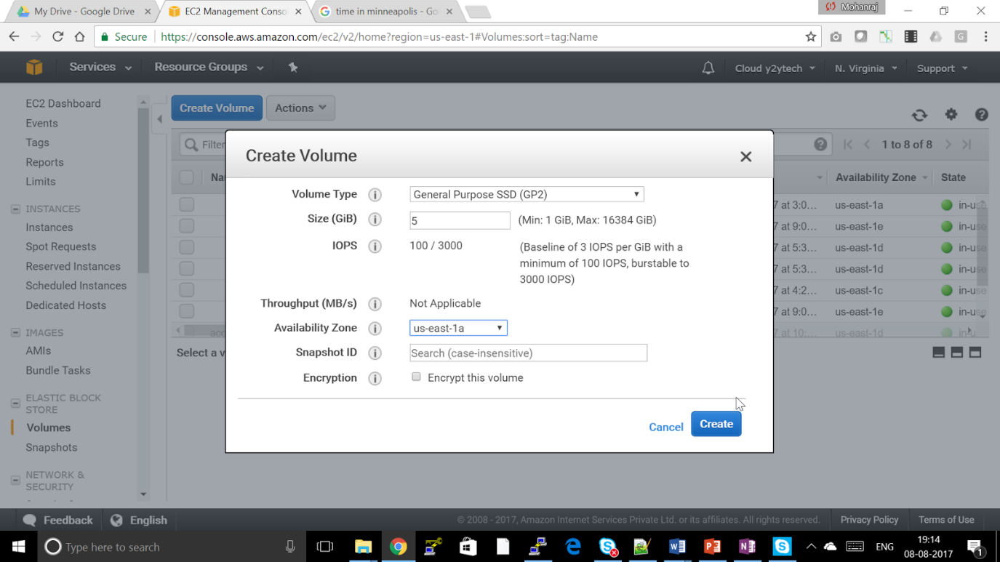 My Drive - Google Drive
EC2 Management Consol
time in minneapolis - Go
Mohanraj
Secure
https://console.aws.amazon.com/ec2/v2/home?region=us-east-1#Volumes:sort=tag:Name
Services
Resource Groups
Cloud y2ytech
N. Virginia
Support
EC2 Dashboard
Events
Tags
Reports
Limits
INSTANCES
Instances
Spot Requests
Reserved Instances
Scheduled Instances
Dedicated Hosts
IMAGES
AMIs
Bundle Tasks
ELASTIC BLOCK
STORE
Volumes
Snapshots
NETWORK &
SECURITY
Create Volume
Actions
Filter
1 to 8 of 8
Na
Availability Zone
State
7 at 3:0... us-east-1a in-use
7 at 9:0... us-east-1e in-use
7 at 5:3... us-east-1d in-use
7 at 5:3... us-east-1d in-use
7 at 4:2... us-east-1c in-use
7 at 9:0... us-east-1e in-use
7 at 10:... us-east-1d in-u
Select a v
Create Volume
Volume Type
General Purpose SSD (GP2)
Size (GiB)
5
(Min: 1 GiB, Max: 16384 GiB)
IOPS
100 / 3000
(Baseline of 3 IOPS per GiB with a
minimum of 100 IOPS, burstable to
3000 IOPS)
Throughput (MB/s)
Not Applicable
Availability Zone
us-east-1a
Snapshot ID
Search (case-insensitive)
Encryption
Encrypt this volume
Cancel
Create
Feedback
English
© 2008 - 2017, Amazon Internet Services Private Ltd. or its affiliates. All rights reserved.
Privacy Policy
Terms of Use
Type here to search
ENG
19:14
08-08-2017
1